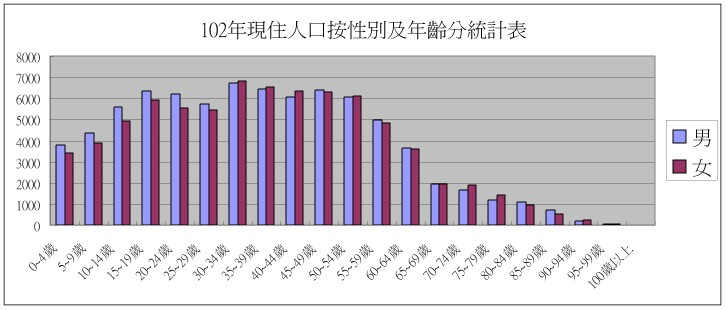 102年現住人口按性別及年齡分統計表
8000
7000
6000
5000
4000
3000
2000
1000
0
0~4歲
5~9歲
10~14歲
15~19歲
20~24歲
25~29歲
30~34歲
35~39歲
40~44歲
45~49歲
50~54歲
55~59歲
60~64歲
65~69歲
70~74歲
75~79歲
80~84歲
85~89歲
90~94歲
95~99歲
100歲以上
男
女